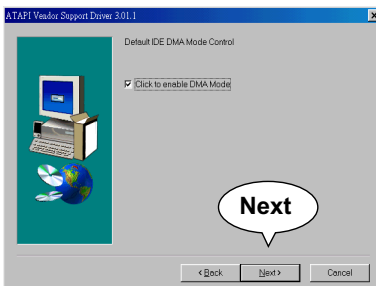 ATAPI Vendor Support Driver 3.01.1
Default IDE DMA Mode Control
Click to enable DMA Mode
Next
< Back
Next >
Cancel